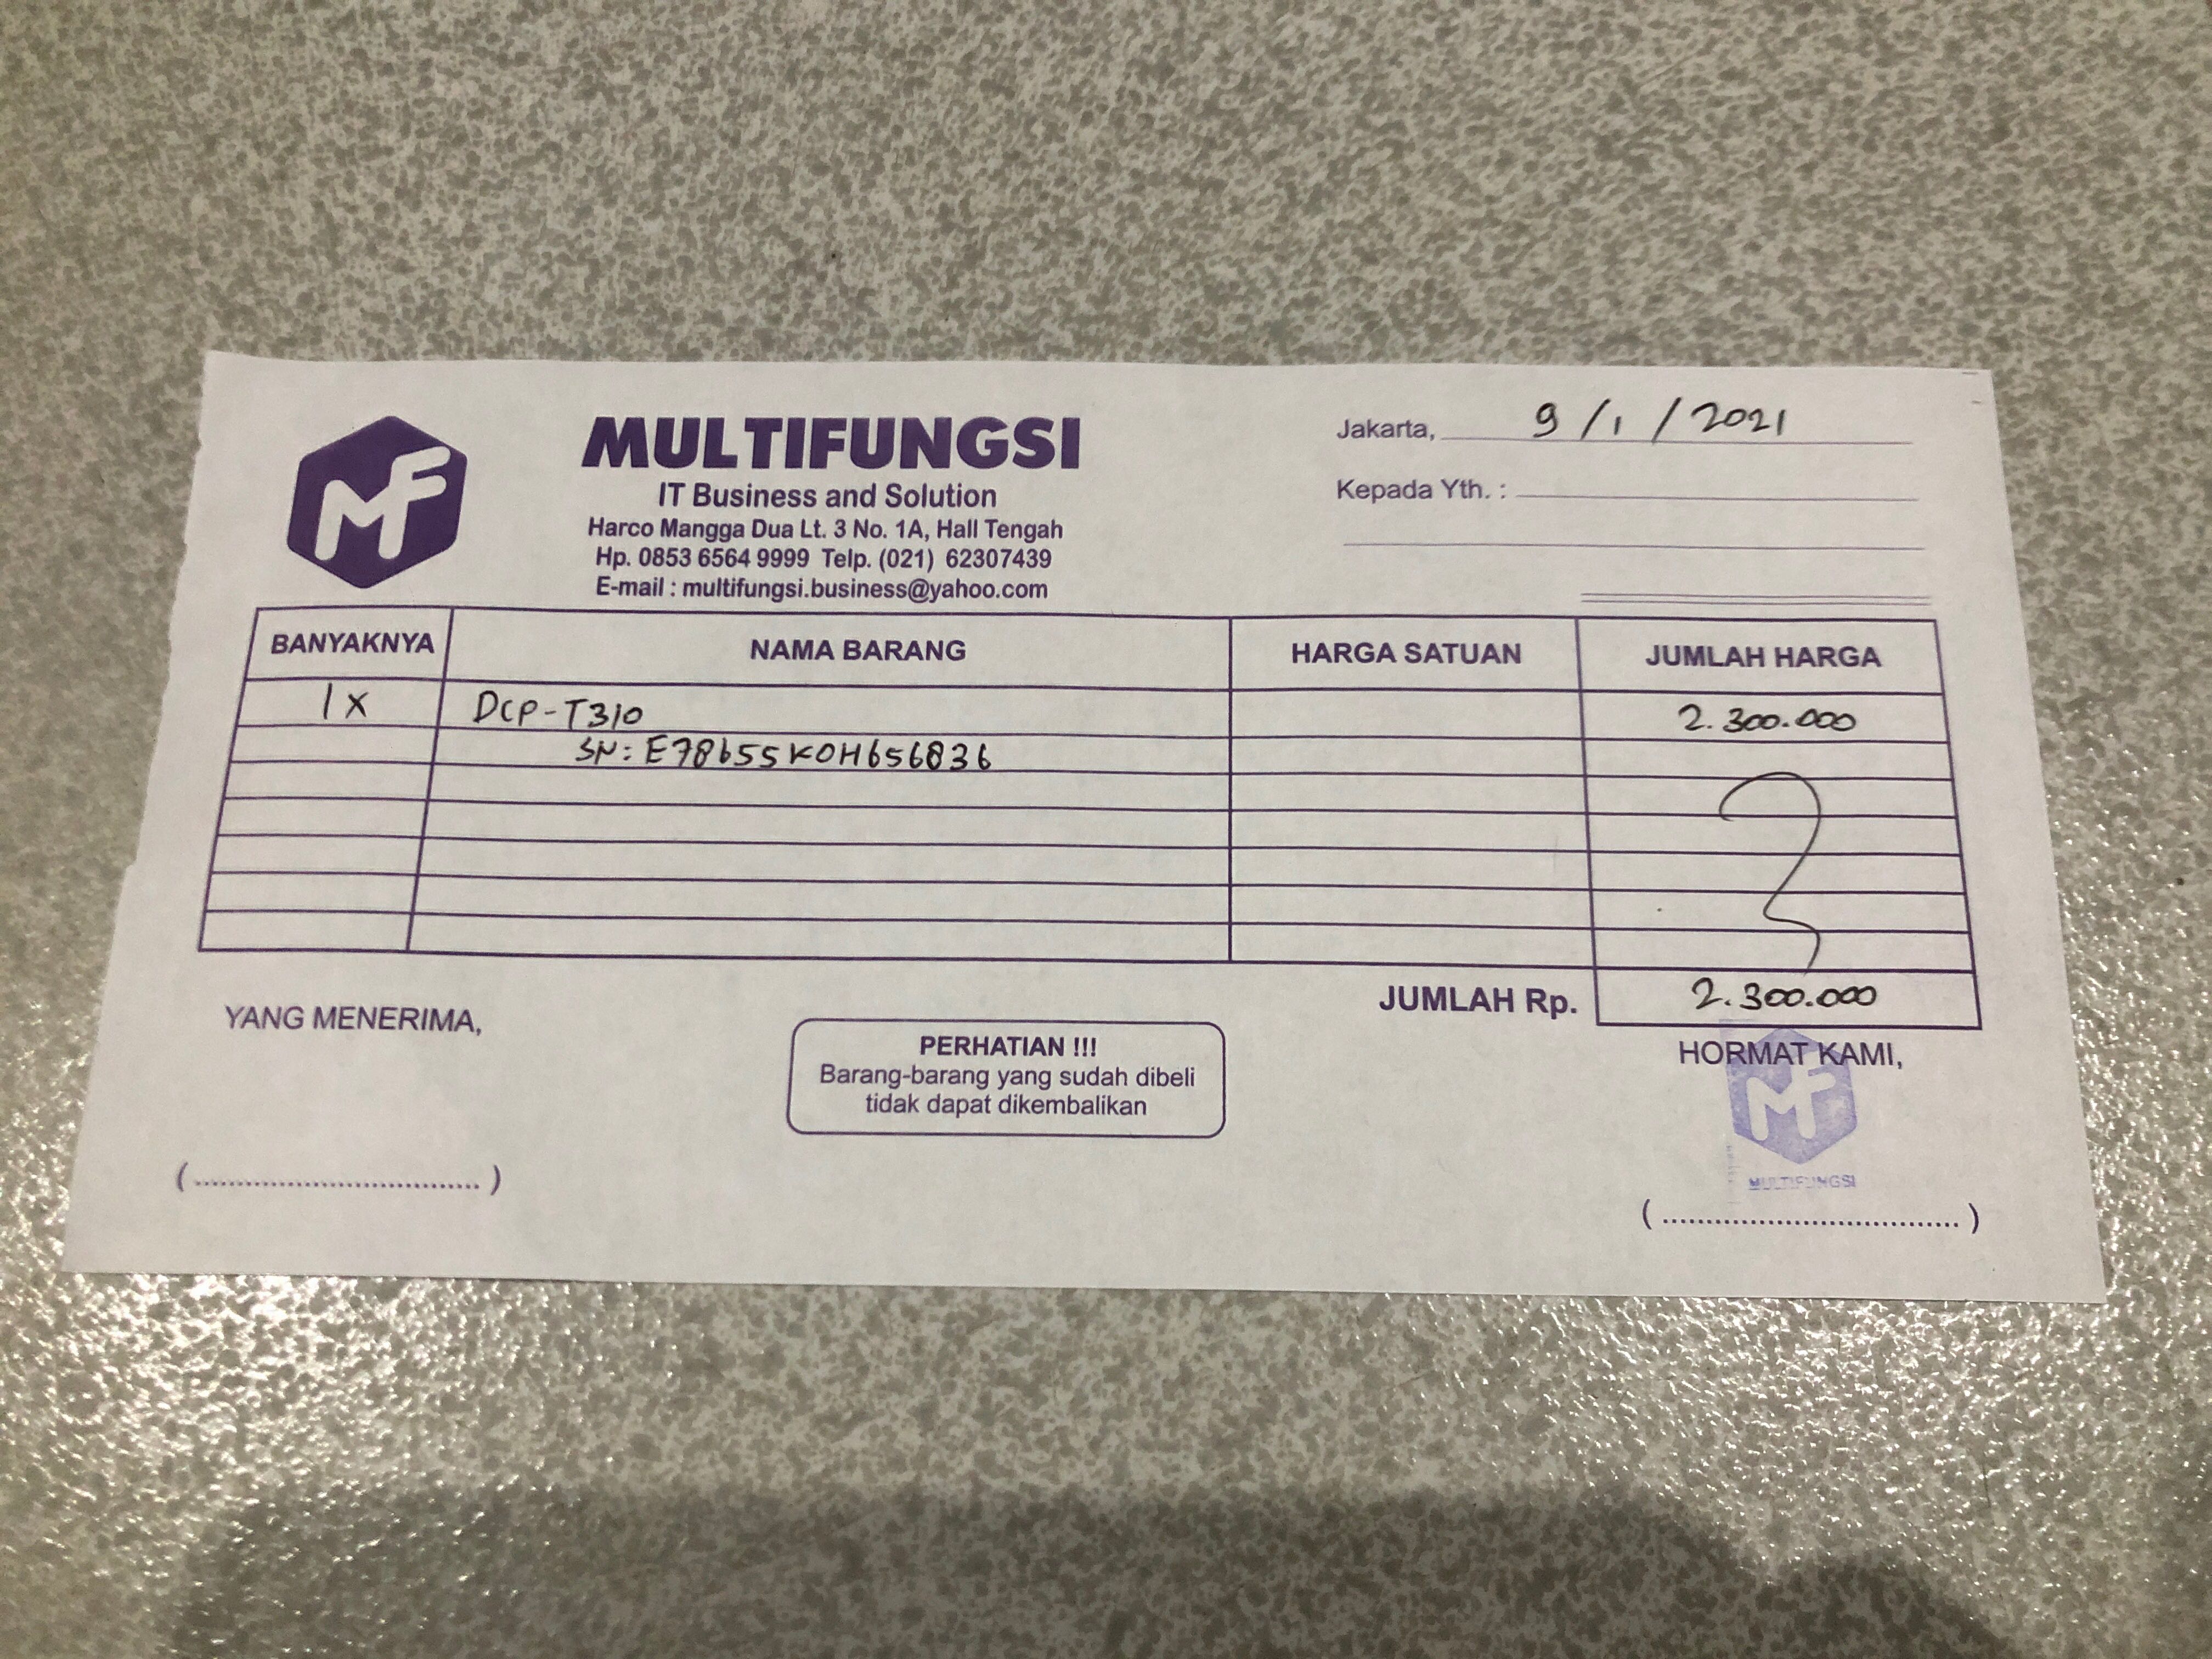 MF
MULTIFUNGSI
IT Business and Solution
Harco Mangga Dua Lt. 3 No. 1A, Hall Tengah
Hp. 0853 6564 9999 Telp. (021) 62307439
E-mail : multifungsi.business@yahoo.com
Jakarta, 9 / 1 / 2021
Kepada Yth. :
BANYAKNYA NAMA BARANG HARGA SATUAN JUMLAH HARGA
1 X DCP-T310 2.300.000
SN: E78655K0H656836
JUMLAH Rp. 2.300.000
YANG MENERIMA,
PERHATIAN !!!
Barang-barang yang sudah dibeli
tidak dapat dikembalikan
HORMAT KAMI,
MF
MULTIFUNGSI
(.................................)
(.................................)